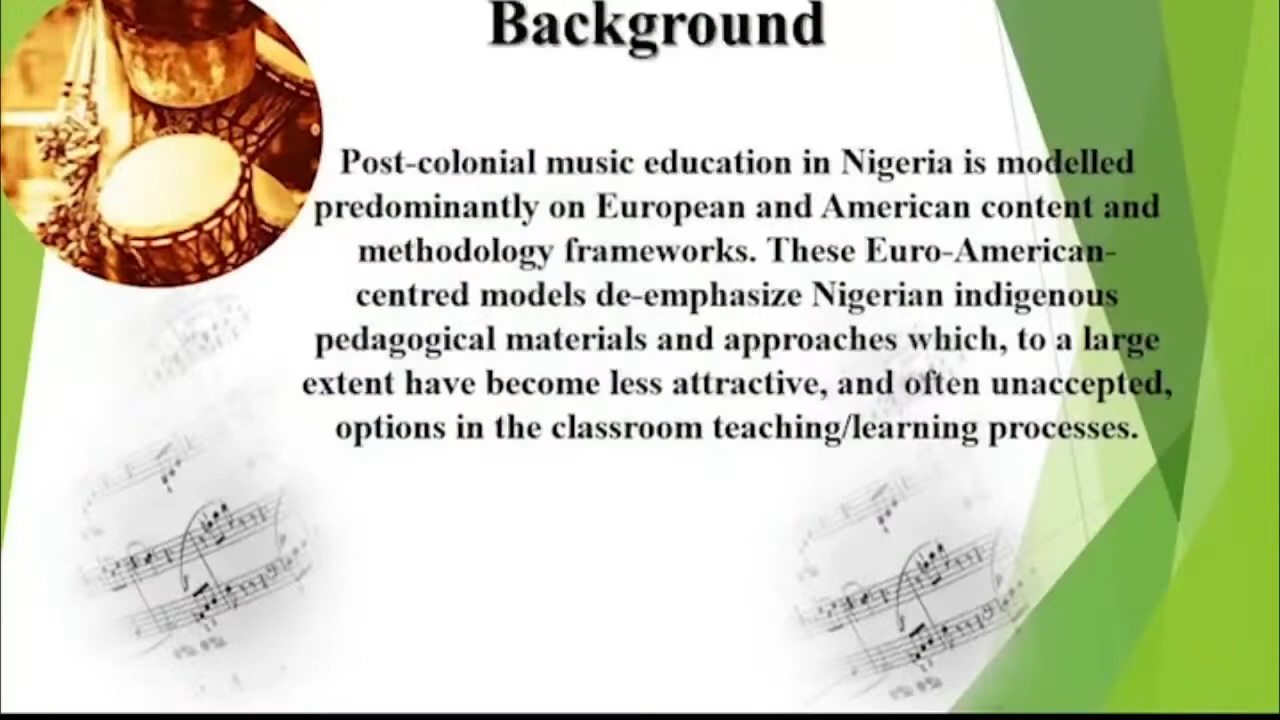 Background
Post-colonial music education in Nigeria is modelled
predominantly on European and American content and
methodology frameworks. These Euro-American-
centred models de-emphasize Nigerian indigenous
pedagogical materials and approaches which, to a large
extent have become less attractive, and often unaccepted,
options in the classroom teaching/learning processes.